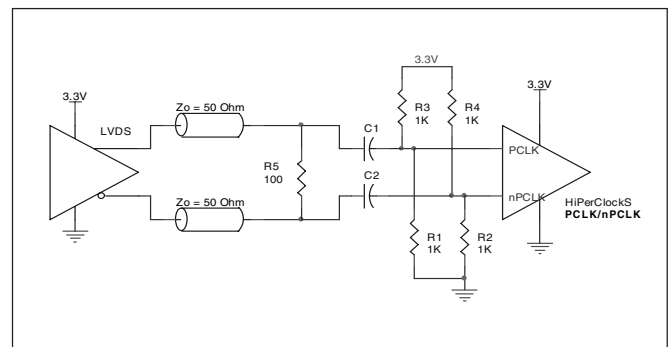 3.3V
3.3V
3.3V
LVDS
Zo = 50 Ohm
C1
R3
1K
R4
1K
R5
100
PCLK
Zo = 50 Ohm
C2
nPCLK
R1
1K
R2
1K
HiPerClockS
PCLK/nPCLK